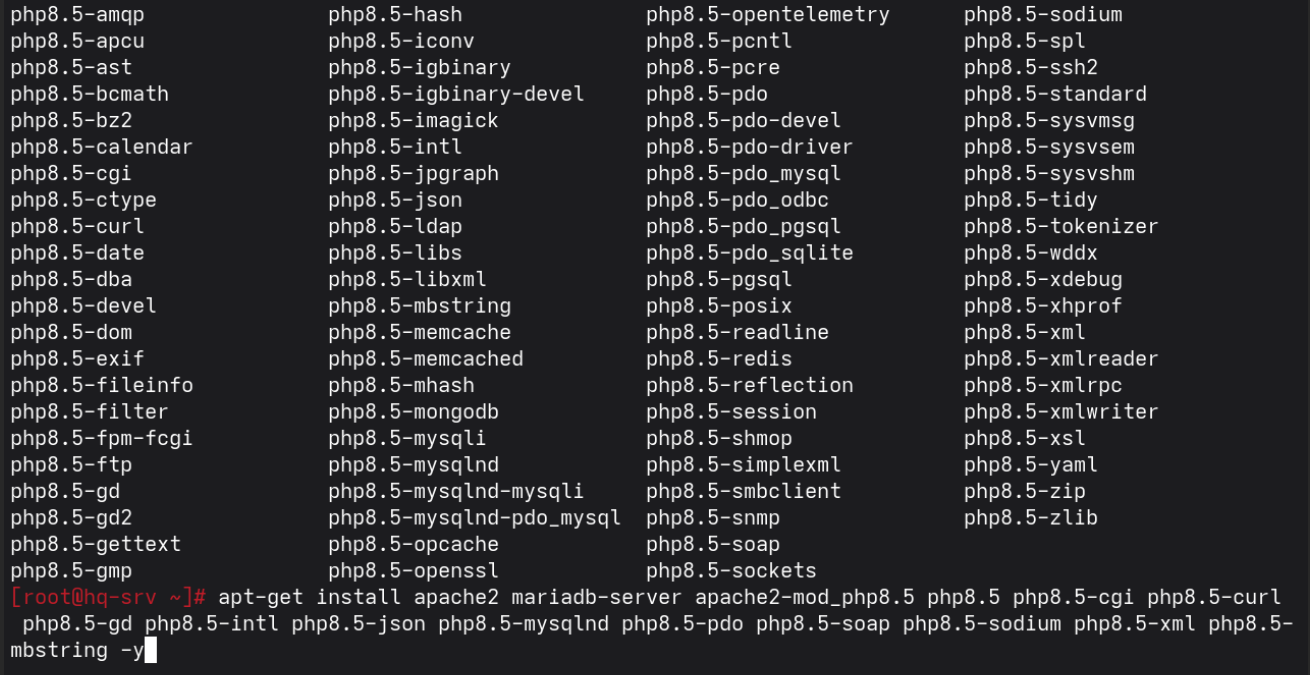 php8.5-amqp php8.5-hash php8.5-opentelemetry php8.5-sodium
php8.5-apcu php8.5-iconv php8.5-pcntl php8.5-spl
php8.5-ast php8.5-igbinary php8.5-pcre php8.5-ssh2
php8.5-bcmath php8.5-igbinary-devel php8.5-pdo php8.5-standard
php8.5-bz2 php8.5-imagick php8.5-pdo-devel php8.5-sysvmsg
php8.5-calendar php8.5-intl php8.5-pdo-driver php8.5-sysvsem
php8.5-cgi php8.5-jpgraph php8.5-pdo_mysql php8.5-sysvshm
php8.5-ctype php8.5-json php8.5-pdo_odbc php8.5-tidy
php8.5-curl php8.5-ldap php8.5-pdo_pgsql php8.5-tokenizer
php8.5-date php8.5-libs php8.5-pdo_sqlite php8.5-wddx
php8.5-dba php8.5-libxml php8.5-pgsql php8.5-xdebug
php8.5-devel php8.5-mbstring php8.5-posix php8.5-xhprof
php8.5-dom php8.5-memcache php8.5-readline php8.5-xml
php8.5-exif php8.5-memcached php8.5-redis php8.5-xmlreader
php8.5-fileinfo php8.5-mhash php8.5-reflection php8.5-xmlrpc
php8.5-filter php8.5-mongodb php8.5-session php8.5-xmlwriter
php8.5-fpm-fcgi php8.5-mysqli php8.5-shmop php8.5-xsl
php8.5-ftp php8.5-mysqlnd php8.5-simplexml php8.5-yaml
php8.5-gd php8.5-mysqlnd-mysqli php8.5-smbclient php8.5-zip
php8.5-gd2 php8.5-mysqlnd-pdo_mysql php8.5-snmp php8.5-zlib
php8.5-gettext php8.5-opcache php8.5-soap
php8.5-gmp php8.5-openssl php8.5-sockets
[root@hq-srv ~]# apt-get install apache2 mariadb-server apache2-mod_php8.5 php8.5 php8.5-cgi php8.5-curl
php8.5-gd php8.5-intl php8.5-json php8.5-mysqlnd php8.5-pdo php8.5-soap php8.5-sodium php8.5-xml php8.5-
mbstring -y